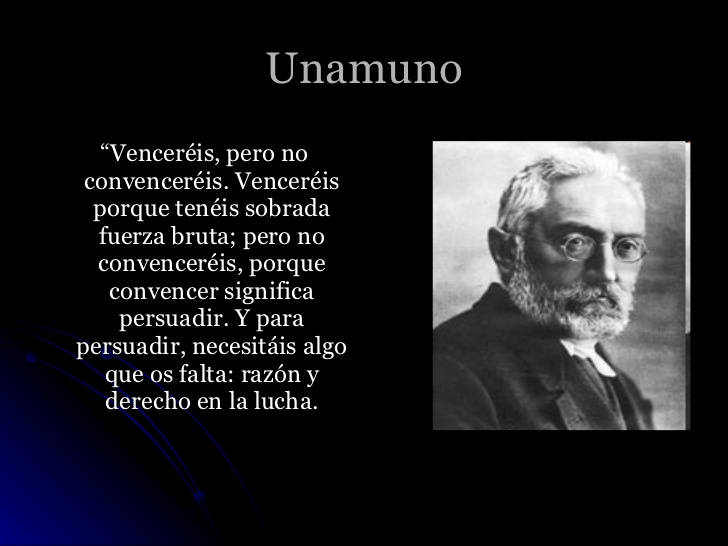 Unamuno
“Venceréis, pero no
convenceréis. Venceréis
porque tenéis sobrada
fuerza bruta; pero no
convenceréis, porque
convencer significa
persuadir. Y para
persuadir, necesitáis algo
que os falta: razón y
derecho en la lucha.